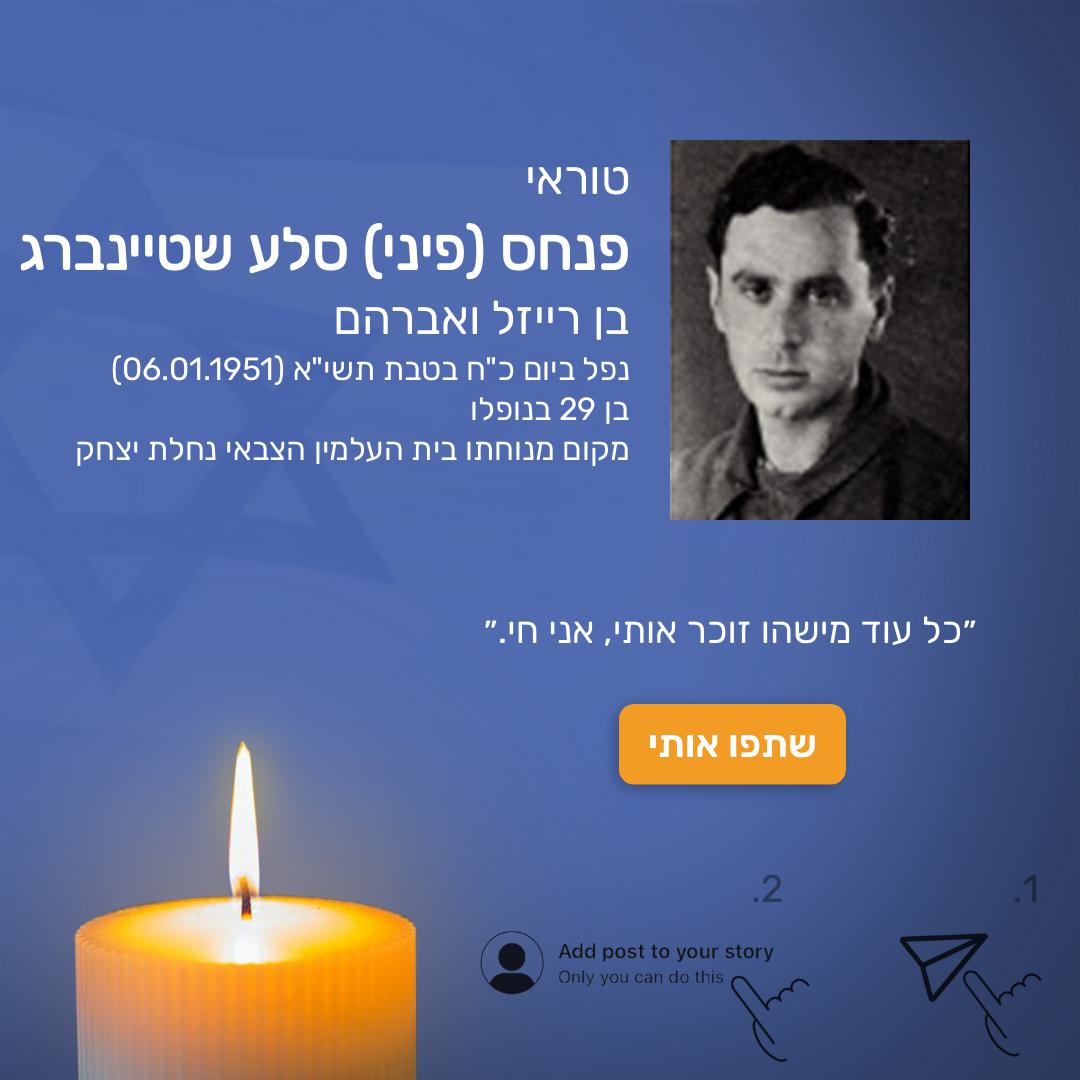 טוראי
פנחס (פיני) סלע שטיינברג
בן רייזל ואברהם
נפל ביום כ"ח בטבת תשי"א (06.01.1951)
בן 29 בנופלו
מקום מנוחתו בית העלמין הצבאי נחלת יצחק
״כל עוד מישהו זוכר אותי, אני חי.״
שתפו אותי
1.
2.
Add post to your story
Only you can do this